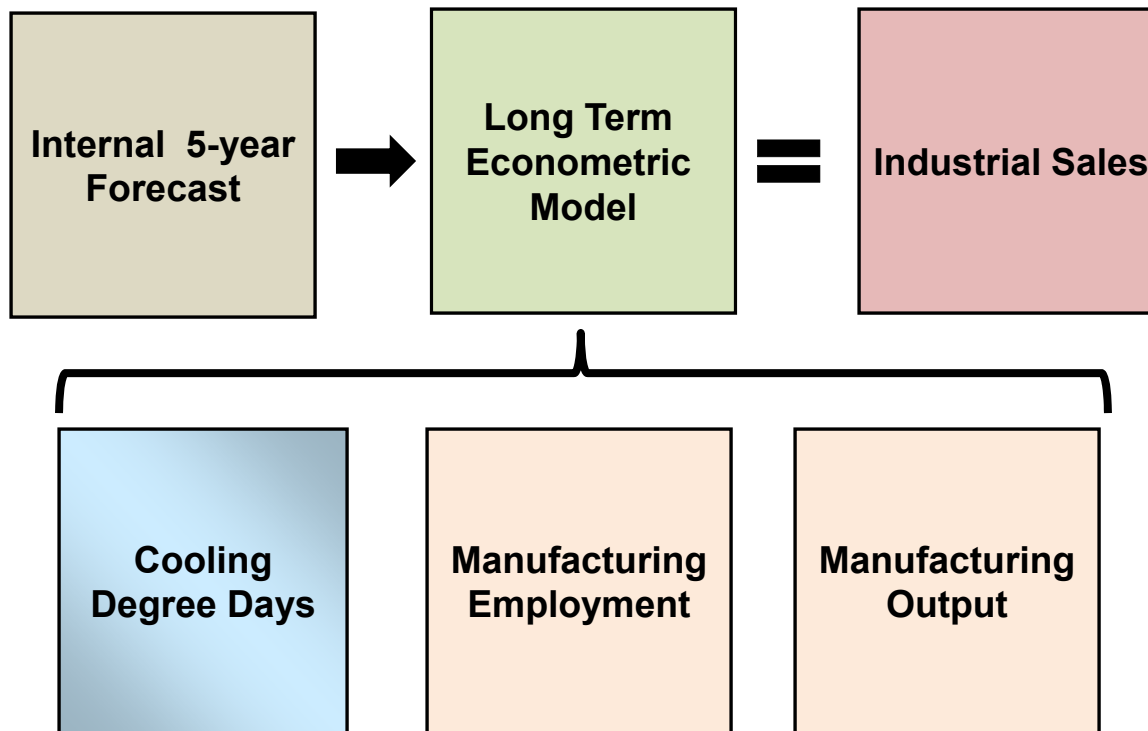 Internal 5-year
Forecast
Long Term
Econometric
Model
Industrial Sales
Cooling
Degree Days
Manufacturing
Employment
Manufacturing
Output